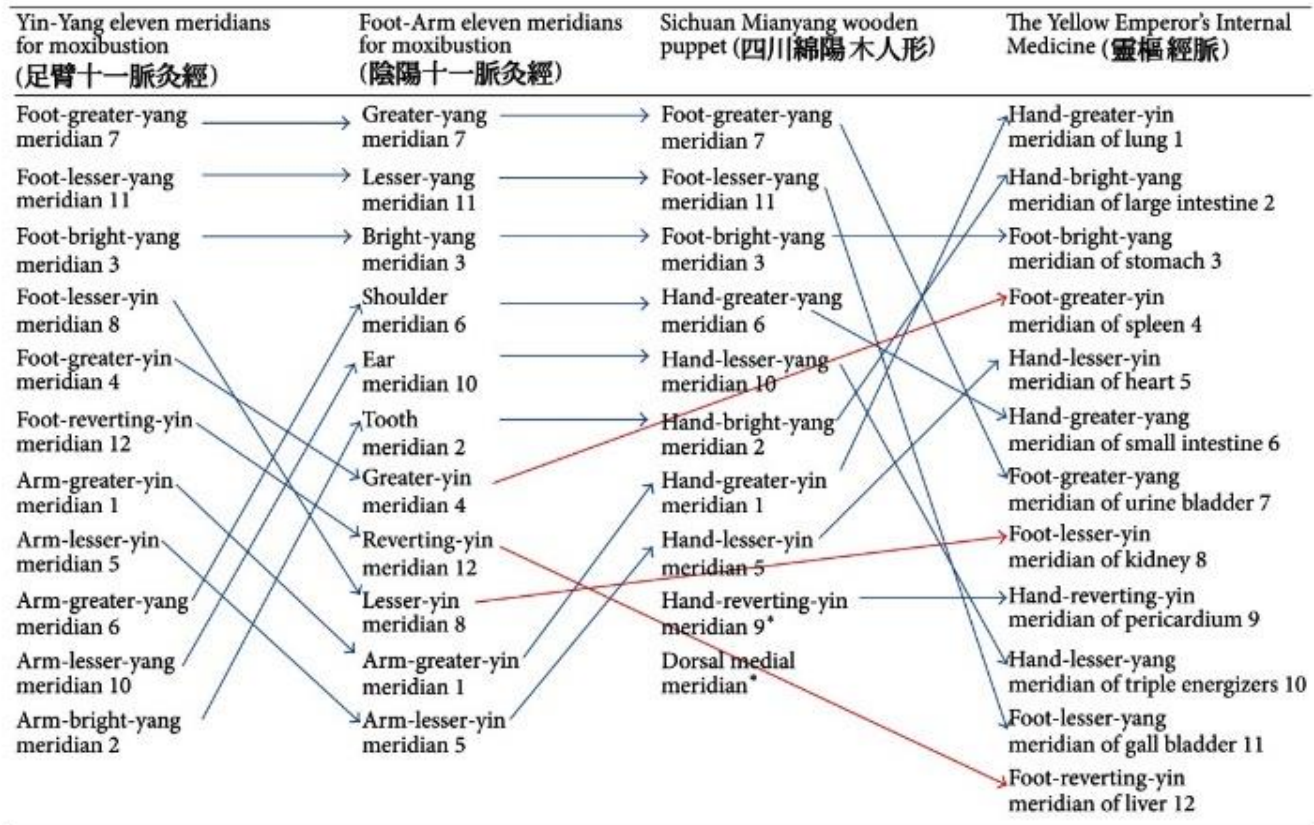 Yin-Yang eleven meridians
for moxibustion
(足臂十一脈灸經)
Foot-greater-yang
meridian 7
Foot-lesser-yang
meridian 11
Foot-bright-yang
meridian 3
Foot-lesser-yin
meridian 8
Foot-greater-yin
meridian 4
Foot-reverting-yin
meridian 12
Arm-greater-yin
meridian 1
Arm-lesser-yin
meridian 5
Arm-greater-yang
meridian 6
Arm-lesser-yang
meridian 10
Arm-bright-yang
meridian 2
Foot-Arm eleven meridians
for moxibustion
(陰陽十一脈灸經)
Greater-yang
meridian 7
Lesser-yang
meridian 11
Bright-yang
meridian 3
Shoulder
meridian 6
Ear
meridian 10
Tooth
meridian 2
Greater-yin
meridian 4
Reverting-yin
meridian 12
Lesser-yin
meridian 8
Arm-greater-yin
meridian 1
Arm-lesser-yin
meridian 5
Sichuan Mianyang wooden
puppet (四川綿陽木人形)
Foot-greater-yang
meridian 7
Foot-lesser-yang
meridian 11
Foot-bright-yang
meridian 3
Hand-greater-yang
meridian 6
Hand-lesser-yang
meridian 10
Hand-bright-yang
meridian 2
Hand-greater-yin
meridian 1
Hand-lesser-yin
meridian 5
Hand-reverting-yin
meridian 9*
Dorsal medial
meridian*
The Yellow Emperor's Internal
Medicine (靈樞經脈)
Hand-greater-yin
meridian of lung 1
Hand-bright-yang
meridian of large intestine 2
Foot-bright-yang
meridian of stomach 3
Foot-greater-yin
meridian of spleen 4
Hand-lesser-yin
meridian of heart 5
Hand-greater-yang
meridian of small intestine 6
Foot-greater-yang
meridian of urine bladder 7
Foot-lesser-yin
meridian of kidney 8
Hand-reverting-yin
meridian of pericardium 9
Hand-lesser-yang
meridian of triple energizers 10
Foot-lesser-yang
meridian of gall bladder 11
Foot-reverting-yin
meridian of liver 12